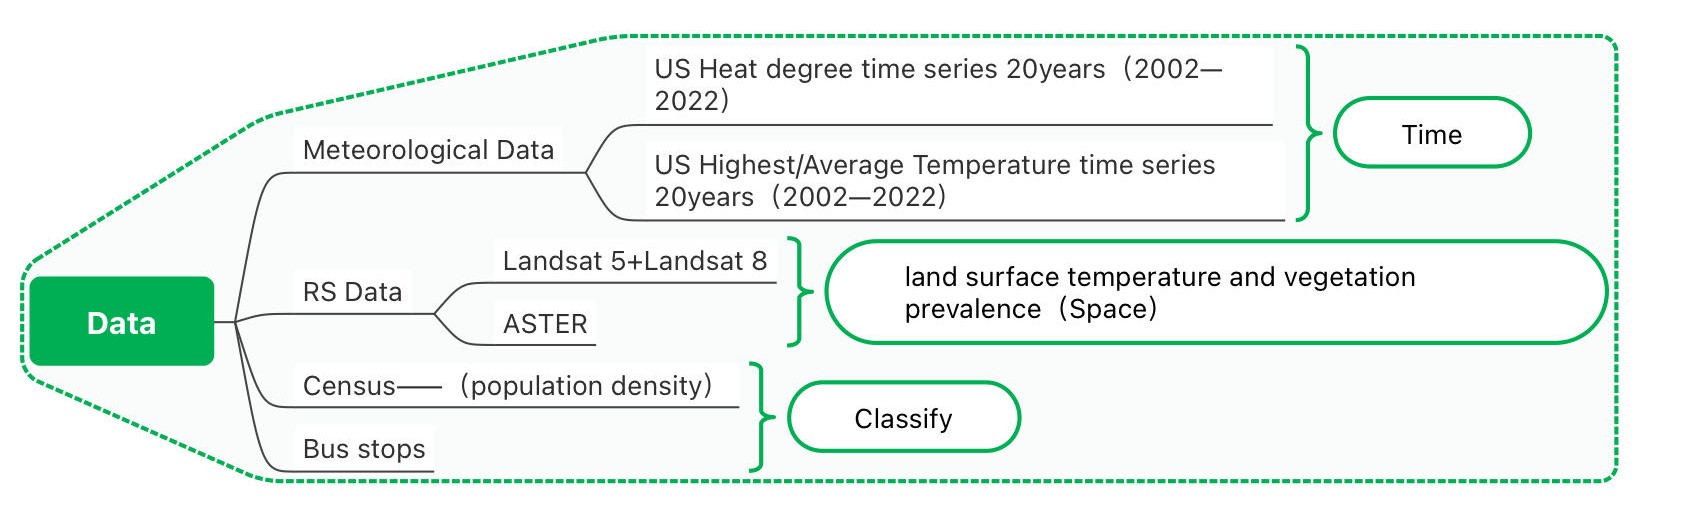 US Heat degree time series 20years（2002—
2022）
Time
Meteorological Data
US Highest/Average Temperature time series
20years（2002—2022）
Landsat 5+Landsat 8
land surface temperature and vegetation
prevalence（Space）
RS Data
ASTER
Data
Census——（population density）
Classify
Bus stops